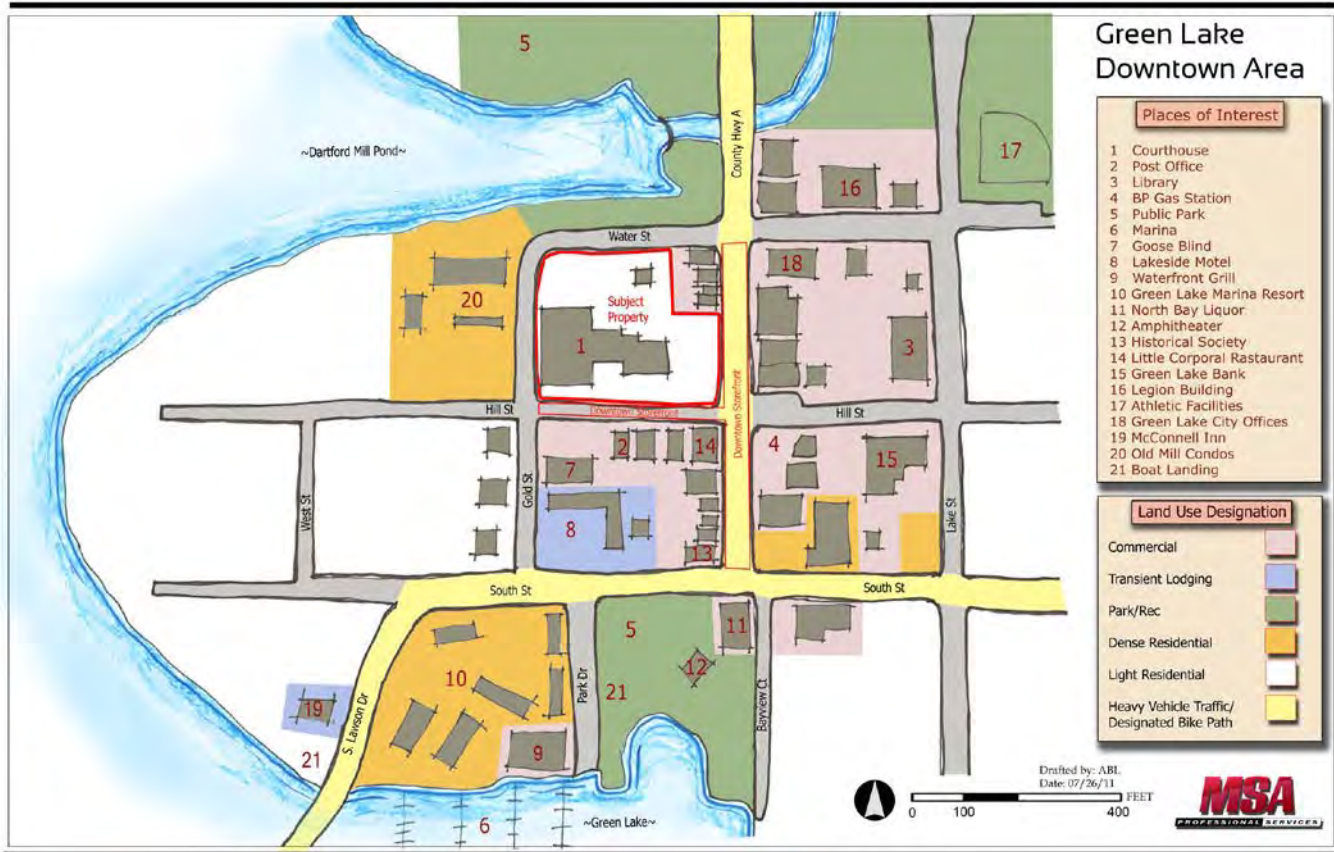 Green Lake
Downtown Area
Places of Interest
1 Courthouse
2 Post Office
3 Library
4 BP Gas Station
5 Public Park
6 Marina
7 Goose Blind
8 Lakeside Motel
9 Waterfront Grill
10 Green Lake Marina Resort
11 North Bay Liquor
12 Amphitheater
13 Historical Society
14 Little Corporal Rastaurant
15 Green Lake Bank
16 Legion Building
17 Athletic Facilities
18 Green Lake City Offices
19 McConnell Inn
20 Old Mill Condos
21 Boat Landing
Land Use Designation
Commercial
Transient Lodging
Park/Rec
Dense Residential
Light Residential
Heavy Vehicle Traffic/
Designated Bike Path
5
~Dartford Mill Pond~
County Hwy A
17
16
Water St
18
20
Subject
Property
1
3
Downtown Storefront
Hill St
Downtown Storefront
Hill St
2
14
4
15
7
West St
Gold St
Lake St
8
13
South St
South St
5
11
12
10
Park Dr
21
Bayview Ct
19
S. Lawson Dr
21
9
6
~Green Lake~
Drafted by: ABL
Date: 07/26/11
FEET
0 100 400
MSA
PROFESSIONAL SERVICES